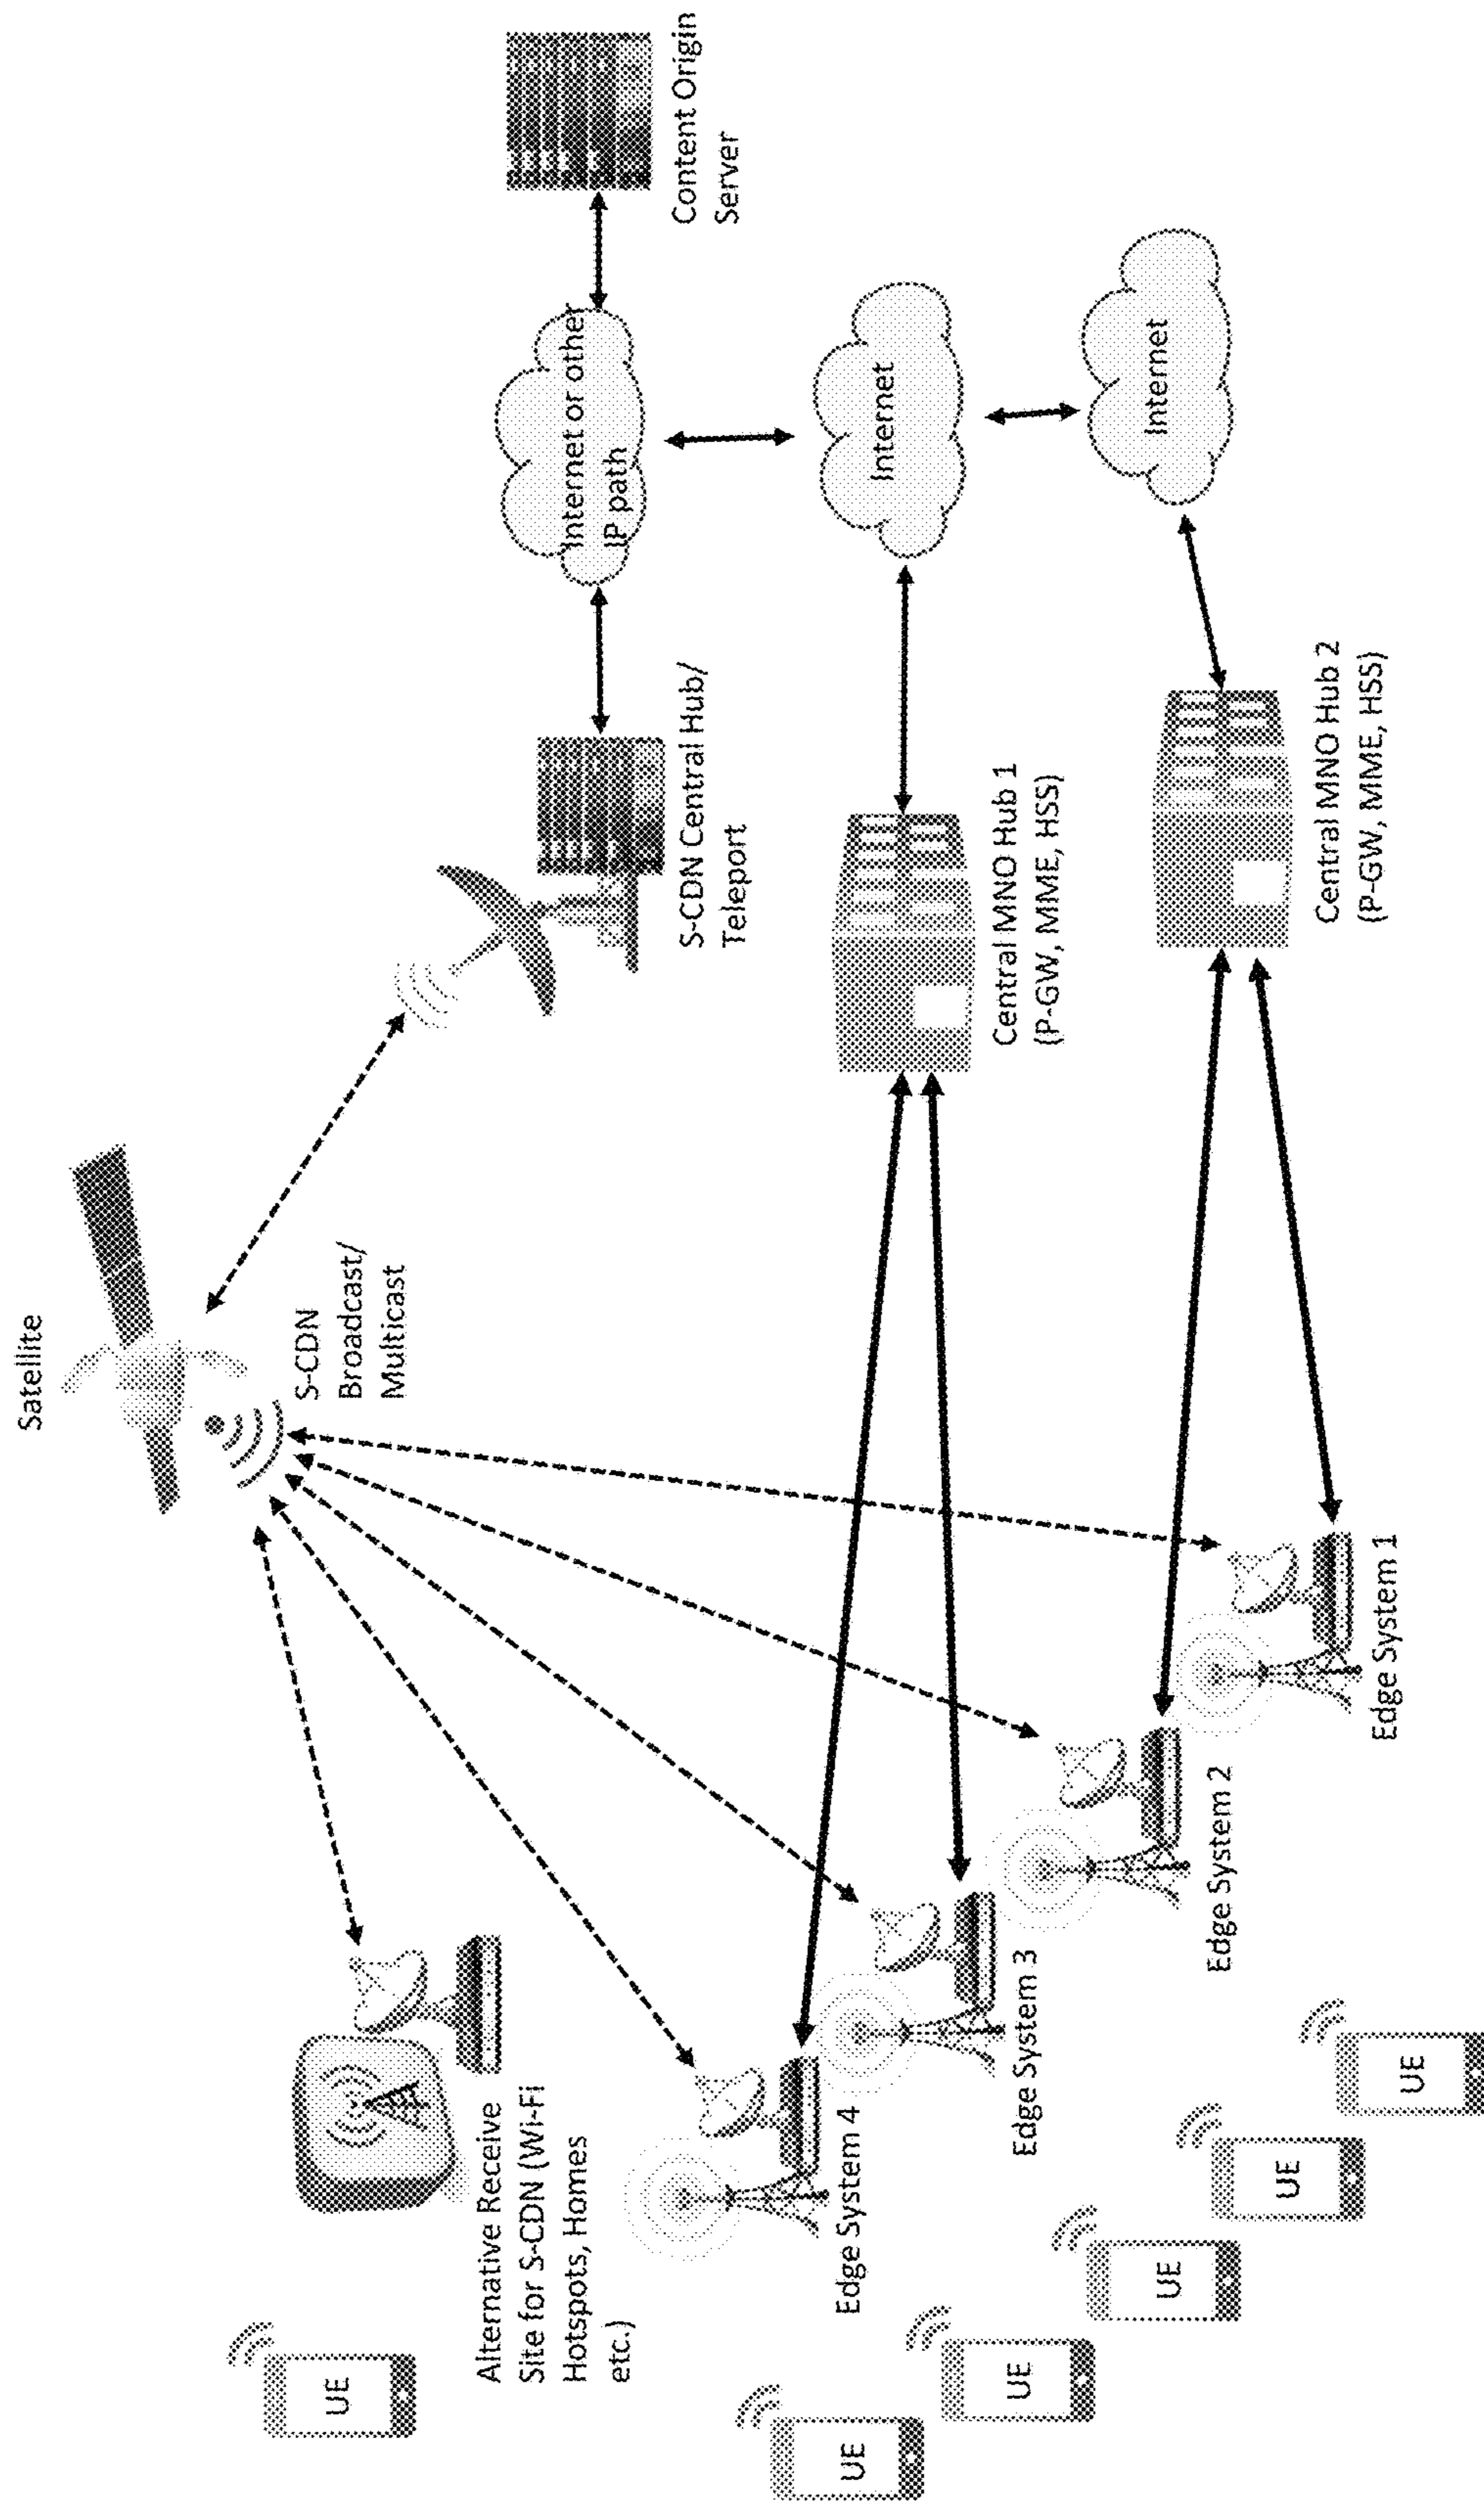 Satellite
S-CDN
Broadcast/
Multicast
Internet or other
IP path
Content Origin
Server
S-CDN Central Hub/
Teleport
Internet
Internet
Central MNO Hub 1
(P-GW, MME, HSS)
Central MNO Hub 2
(P-GW, MME, HSS)
Alternative Receive
Site for S-CDN (Wi-Fi
Hotspots, Homes
etc.)
Edge System 4
Edge System 3
Edge System 2
Edge System 1
UE
UE
UE
UE
UE
UE